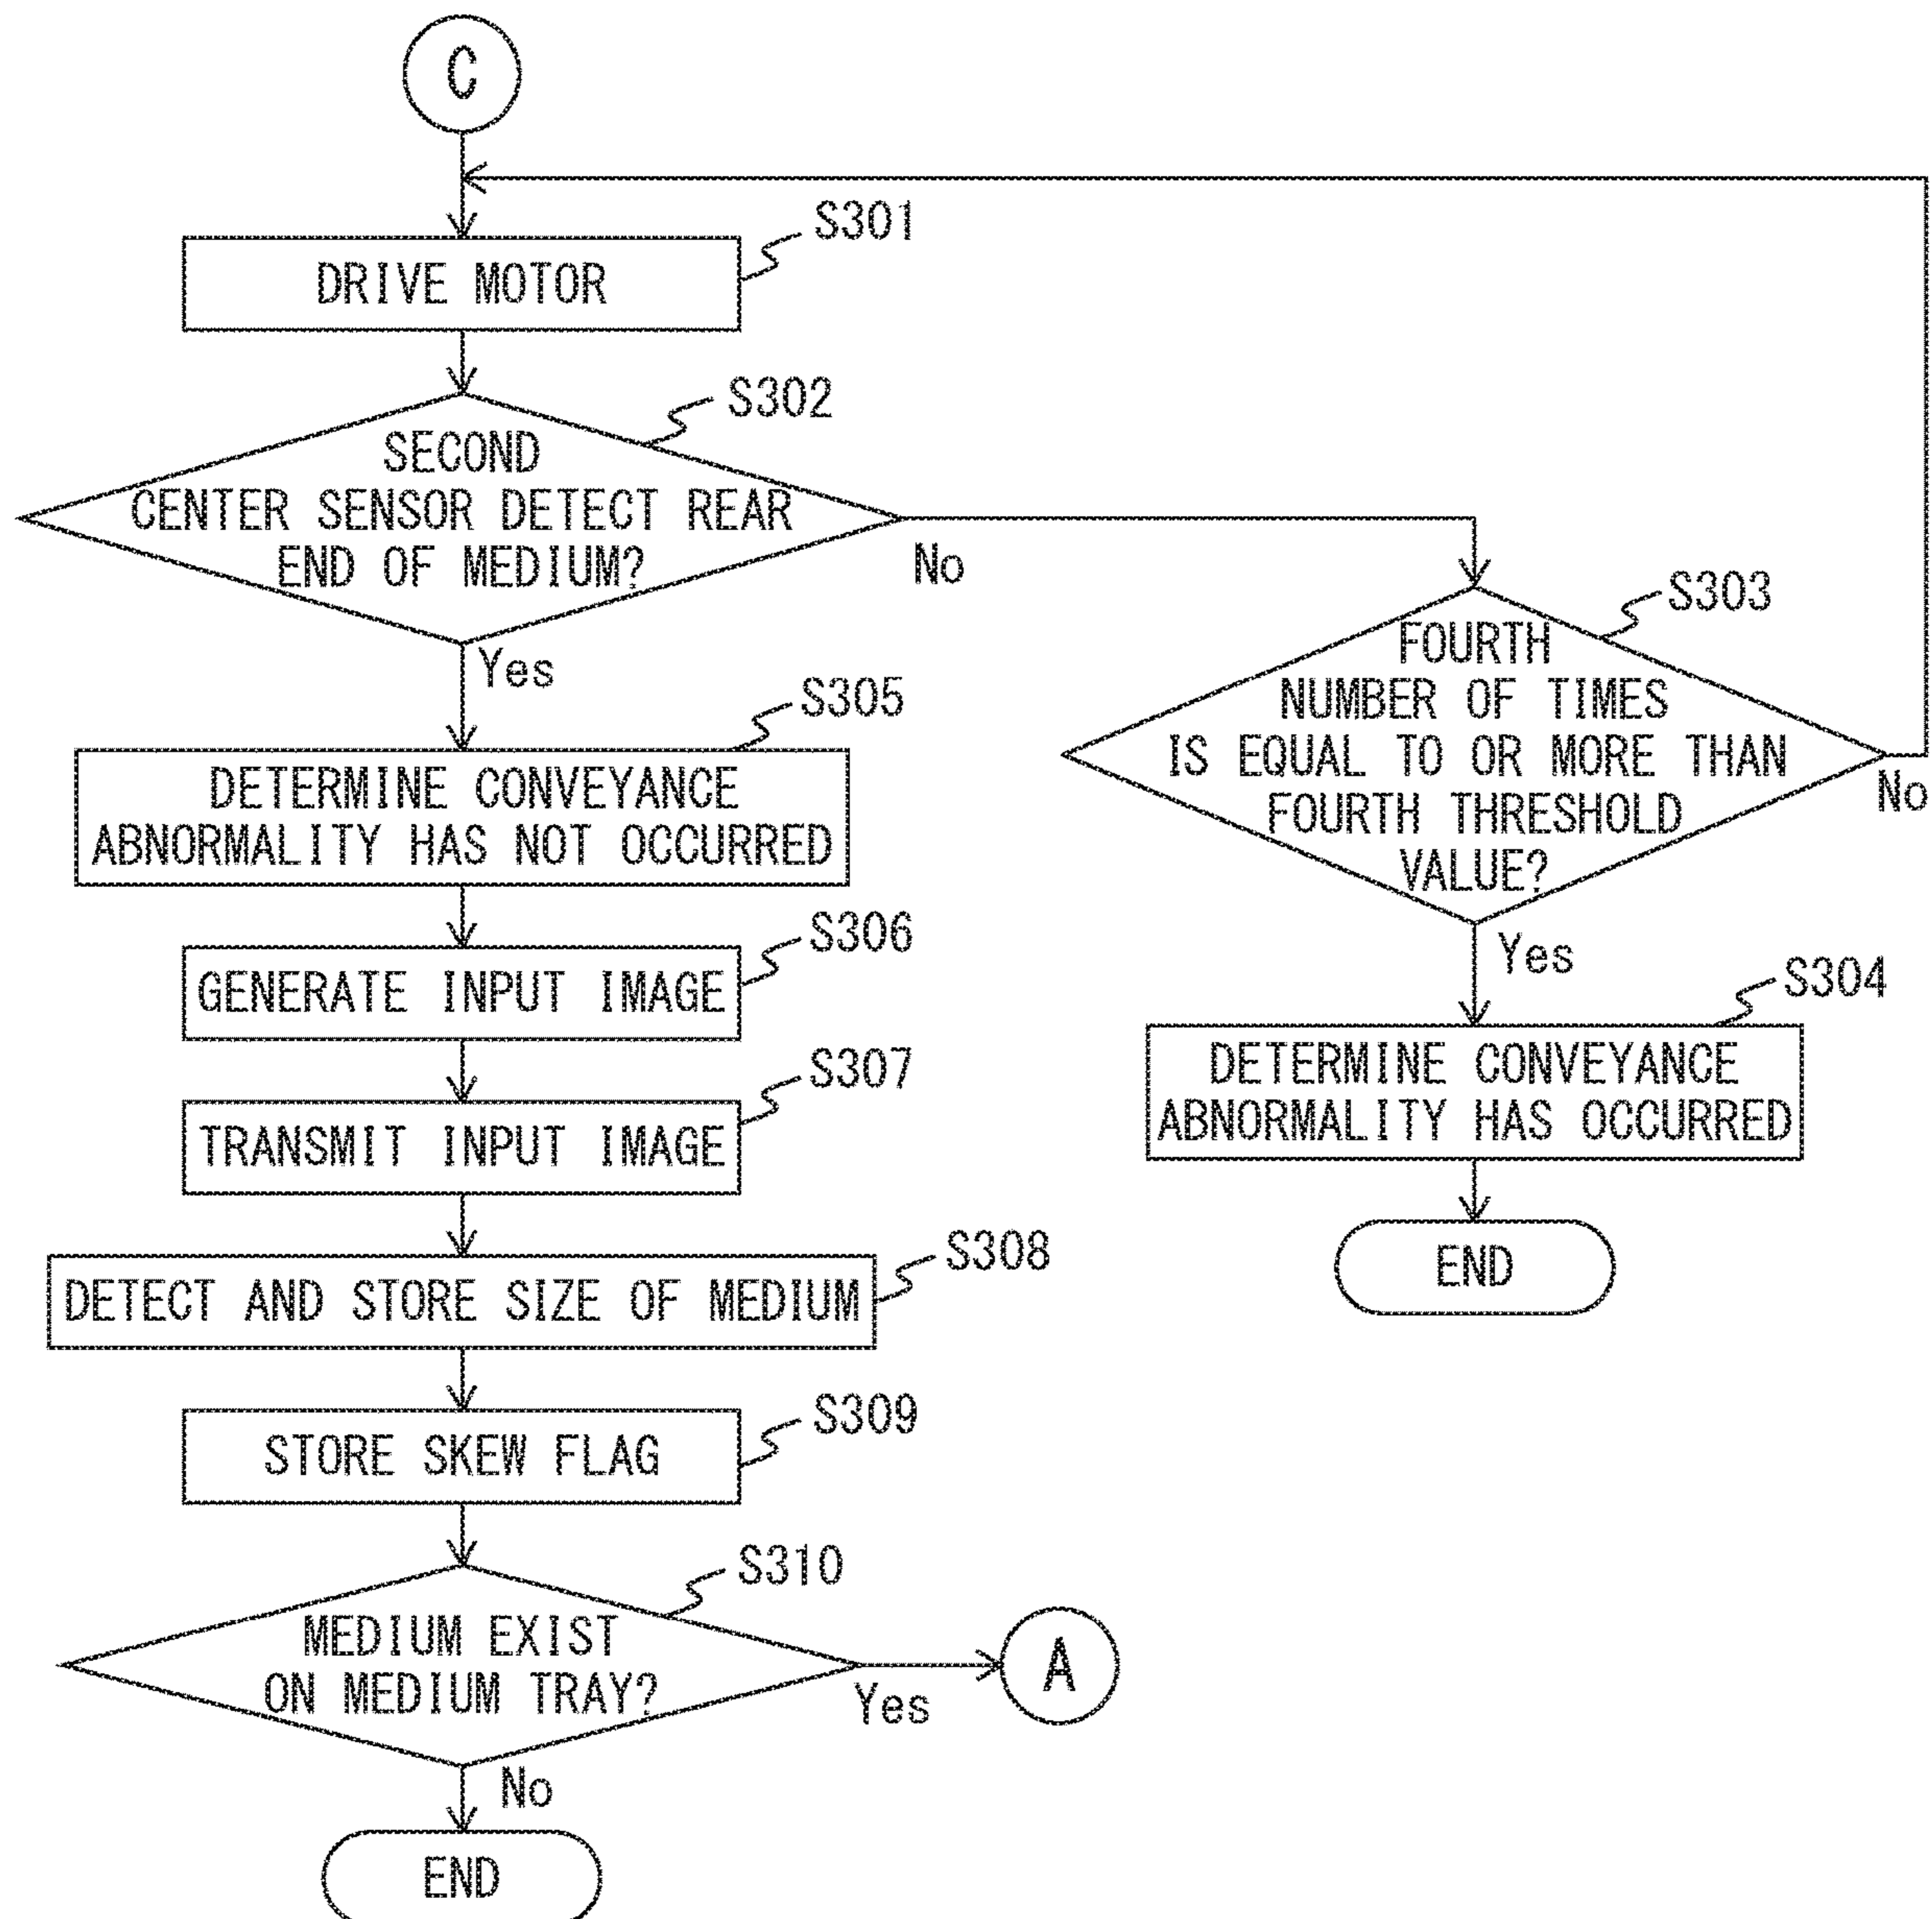 C
S301
DRIVE MOTOR
S302
SECOND
CENTER SENSOR DETECT REAR
END OF MEDIUM?
No
Yes
S303
FOURTH
NUMBER OF TIMES
IS EQUAL TO OR MORE THAN
FOURTH THRESHOLD
VALUE?
No
Yes
S304
DETERMINE CONVEYANCE
ABNORMALITY HAS OCCURRED
END
S305
DETERMINE CONVEYANCE
ABNORMALITY HAS NOT OCCURRED
S306
GENERATE INPUT IMAGE
S307
TRANSMIT INPUT IMAGE
S308
DETECT AND STORE SIZE OF MEDIUM
S309
STORE SKEW FLAG
S310
MEDIUM EXIST
ON MEDIUM TRAY?
Yes
A
No
END